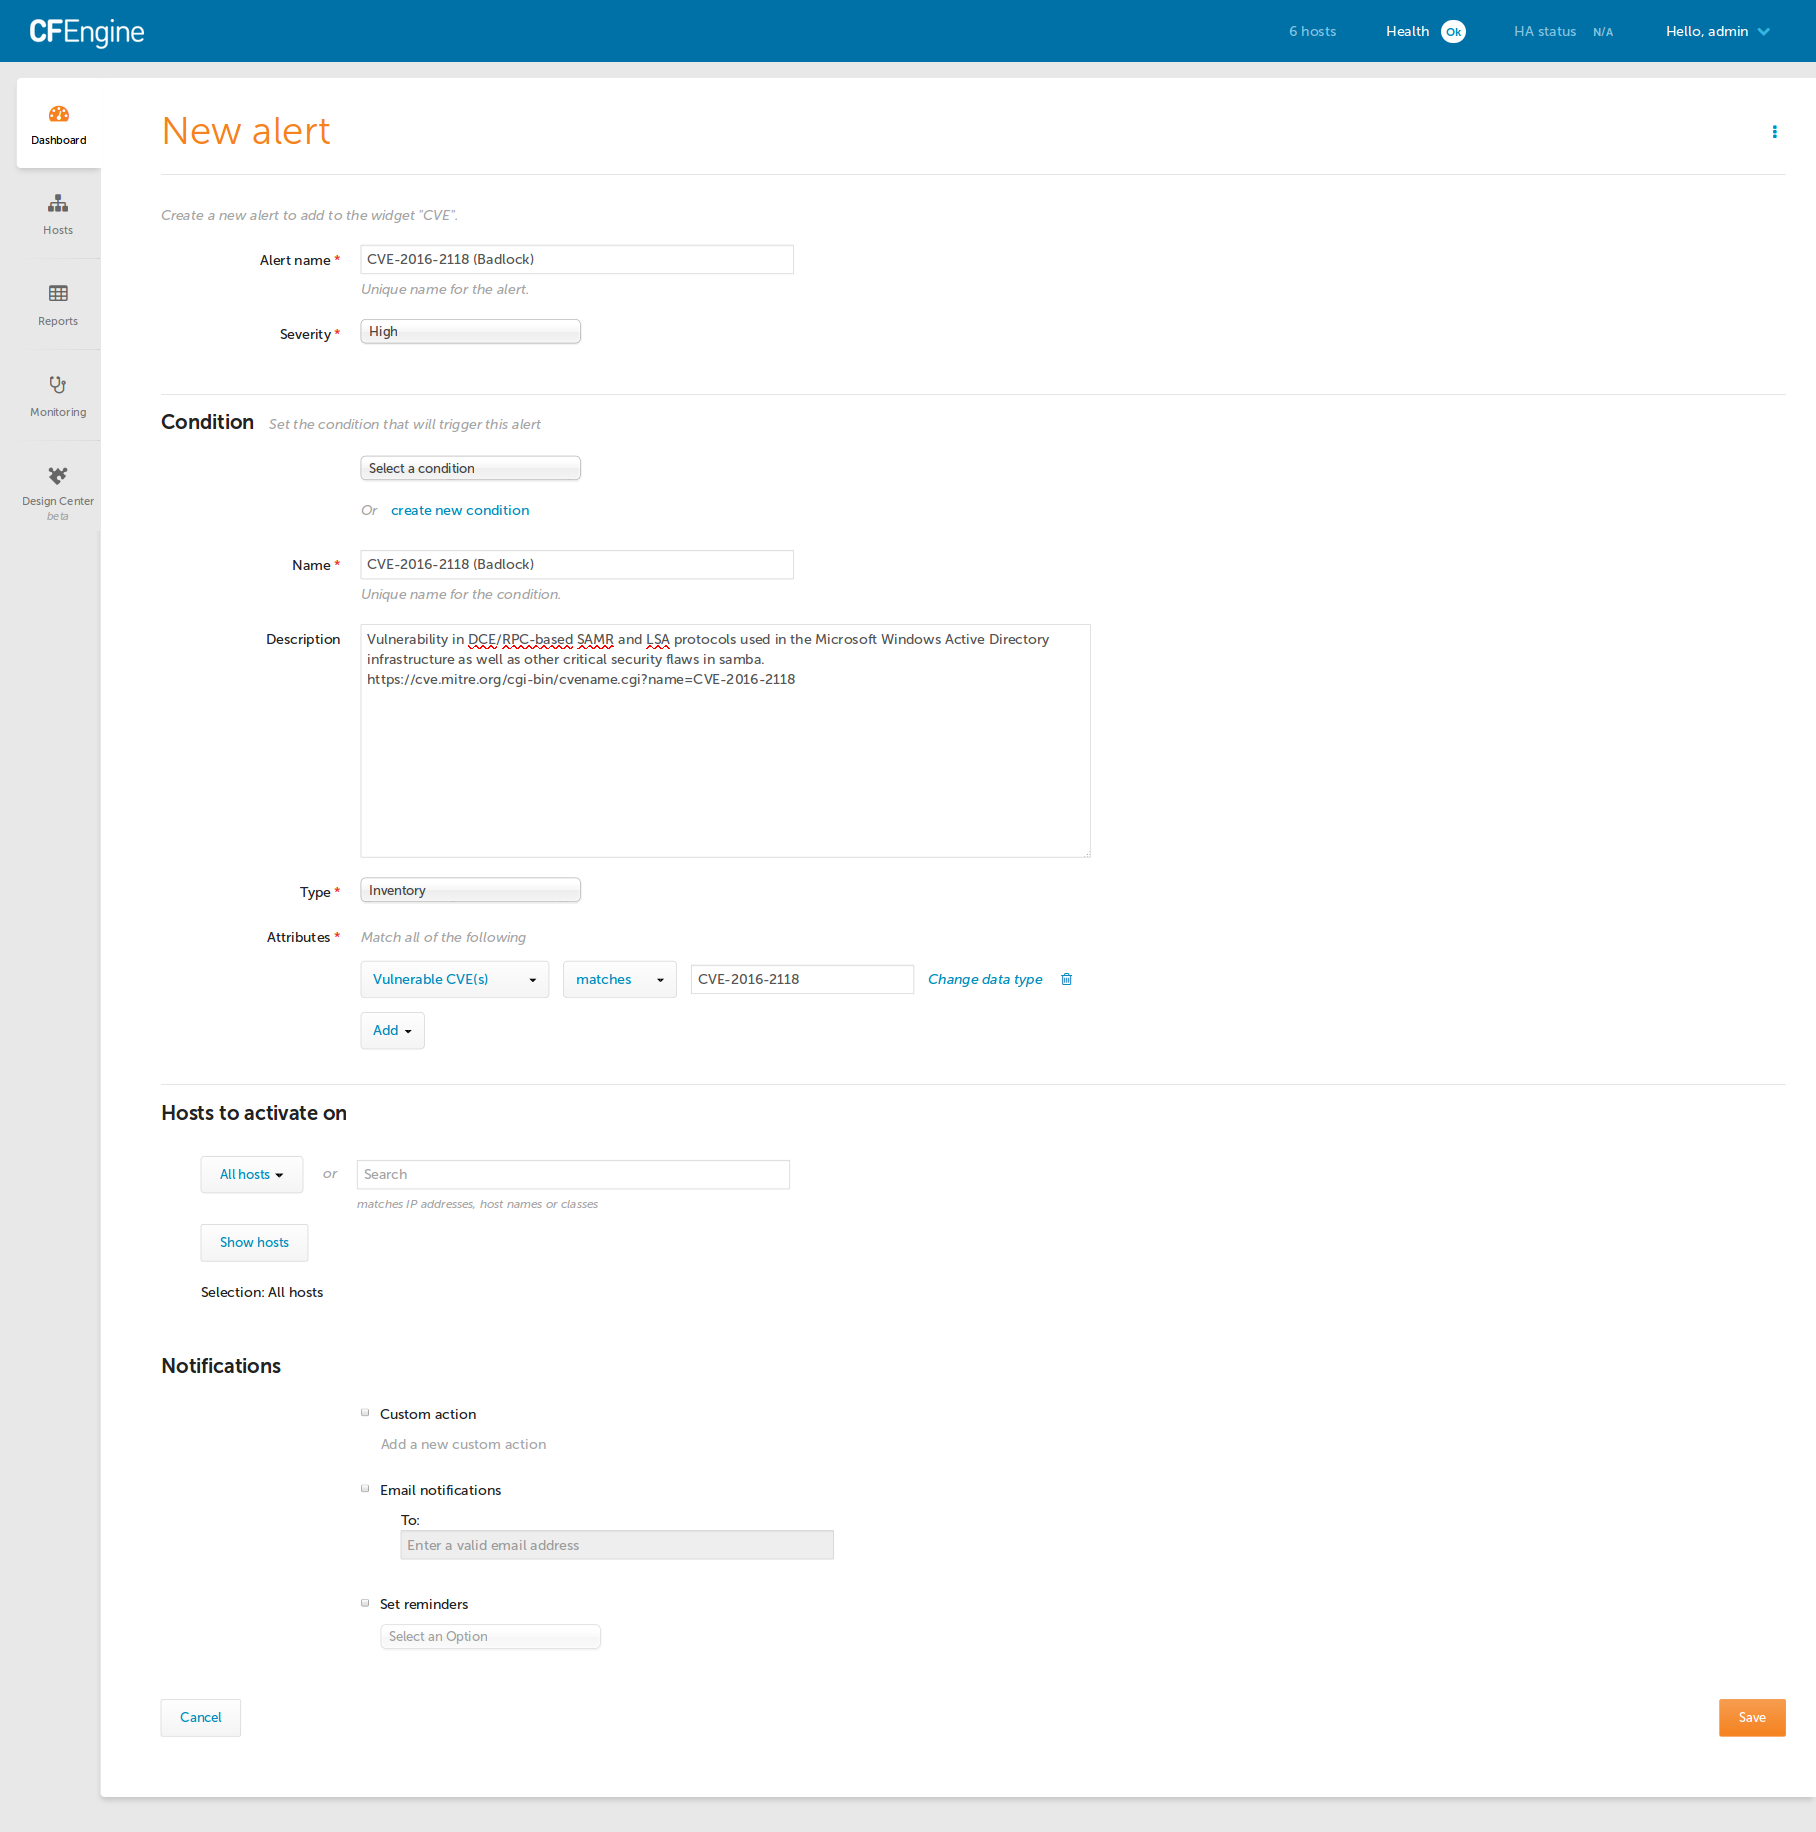 CFEngine
6 hosts Health Ok HA status N/A Hello, admin
Dashboard
Hosts
Reports
Monitoring
Design Center
beta
New alert
Create a new alert to add to the widget "CVE".
Alert name * CVE-2016-2118 (Badlock)
Unique name for the alert.
Severity * High
Condition Set the condition that will trigger this alert
Select a condition
Or create new condition
Name * CVE-2016-2118 (Badlock)
Unique name for the condition.
Description Vulnerability in DCE/RPC-based SAMR and LSA protocols used in the Microsoft Windows Active Directory
infrastructure as well as other critical security flaws in samba.
https://cve.mitre.org/cgi-bin/cvename.cgi?name=CVE-2016-2118
Type * Inventory
Attributes * Match all of the following
Vulnerable CVE(s) matches CVE-2016-2118 Change data type
Add
Hosts to activate on
All hosts or Search
matches IP addresses, host names or classes
Show hosts
Selection: All hosts
Notifications
Custom action
Add a new custom action
Email notifications
To:
Enter a valid email address
Set reminders
Select an Option
Cancel Save